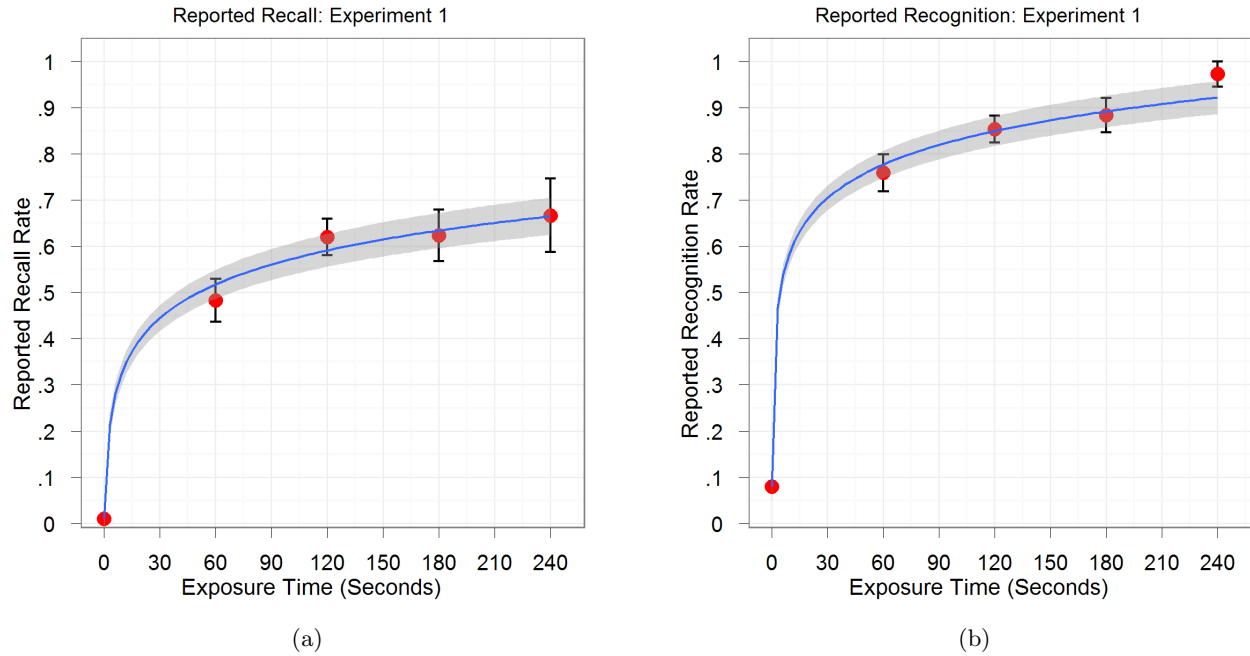 Reported Recall: Experiment 1
Reported Recall Rate
1
.9
.8
.7
.6
.5
.4
.3
.2
.1
0
0 30 60 90 120 150 180 210 240
Exposure Time (Seconds)
(a)
Reported Recognition: Experiment 1
Reported Recognition Rate
1
.9
.8
.7
.6
.5
.4
.3
.2
.1
0
0 30 60 90 120 150 180 210 240
Exposure Time (Seconds)
(b)